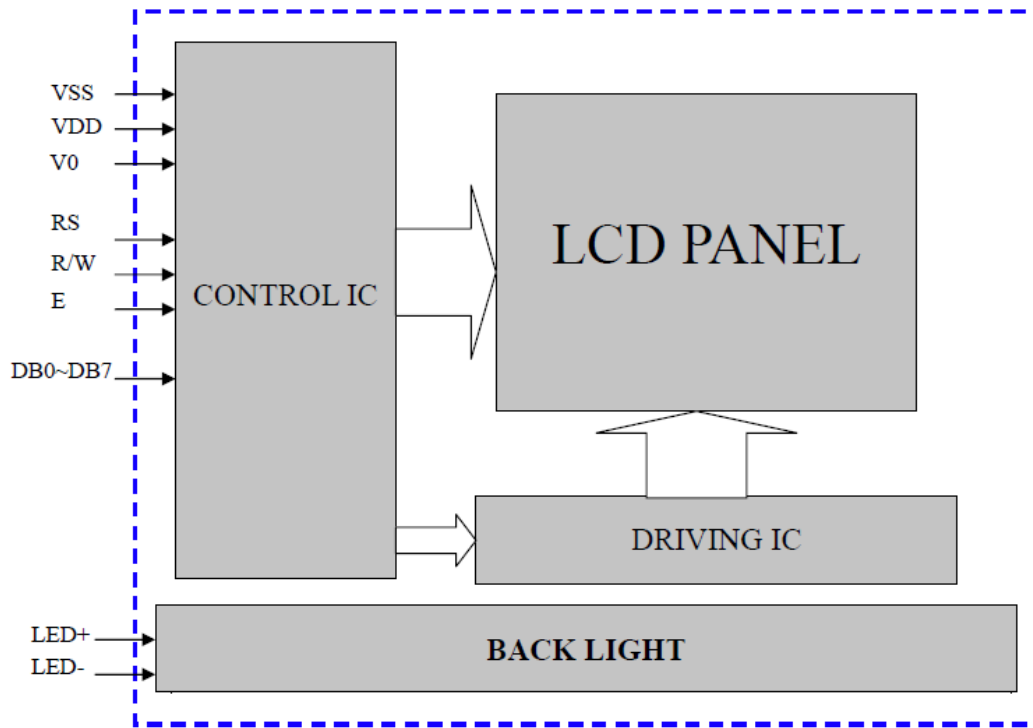 VSS
VDD
V0
RS
R/W
E
DB0~DB7
CONTROL IC
LCD PANEL
DRIVING IC
LED+
LED-
BACK LIGHT